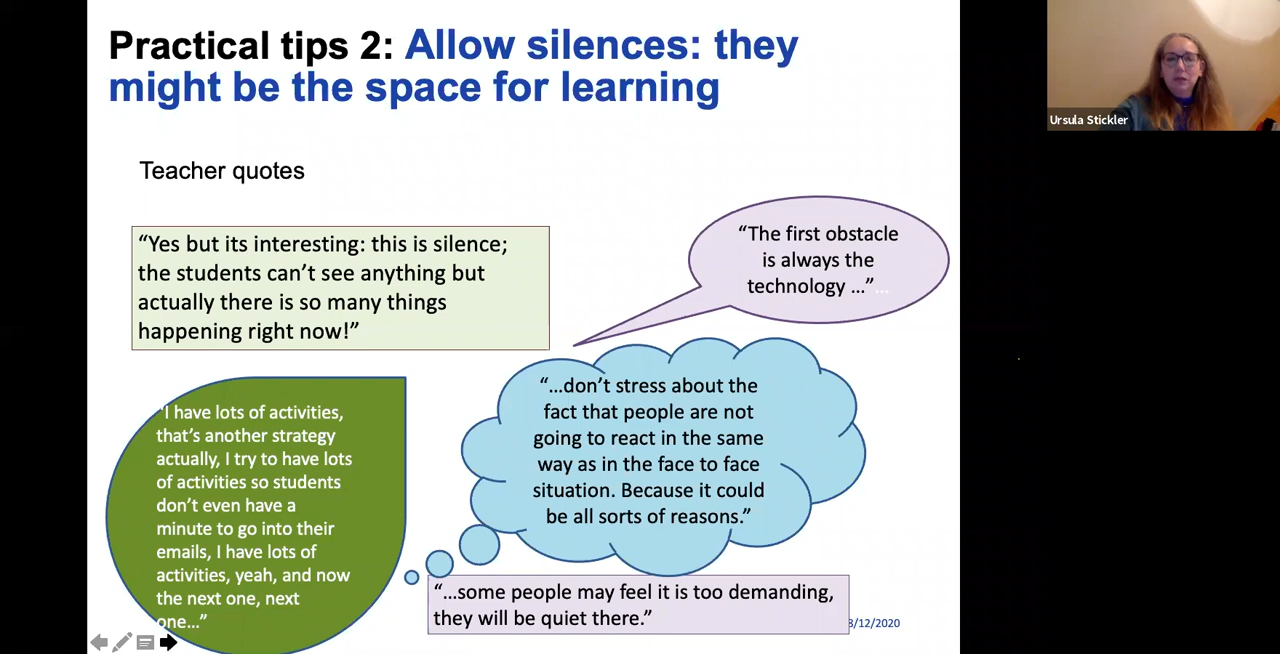 Practical tips 2: Allow silences: they
might be the space for learning
Ursula Stickler
Teacher quotes
“Yes but its interesting: this is silence;
the students can’t see anything but
actually there is so many things
happening right now!”
“The first obstacle
is always the
technology ...”...
“...don’t stress about the
fact that people are not
going to react in the same
way as in the face to face
situation. Because it could
be all sorts of reasons.”
“I have lots of activities,
that’s another strategy
actually, I try to have lots
of activities so students
don’t even have a
minute to go into their
emails, I have lots of
activities, yeah, and now
the next one, next
one...”
“...some people may feel it is too demanding,
they will be quiet there.”
8/12/2020